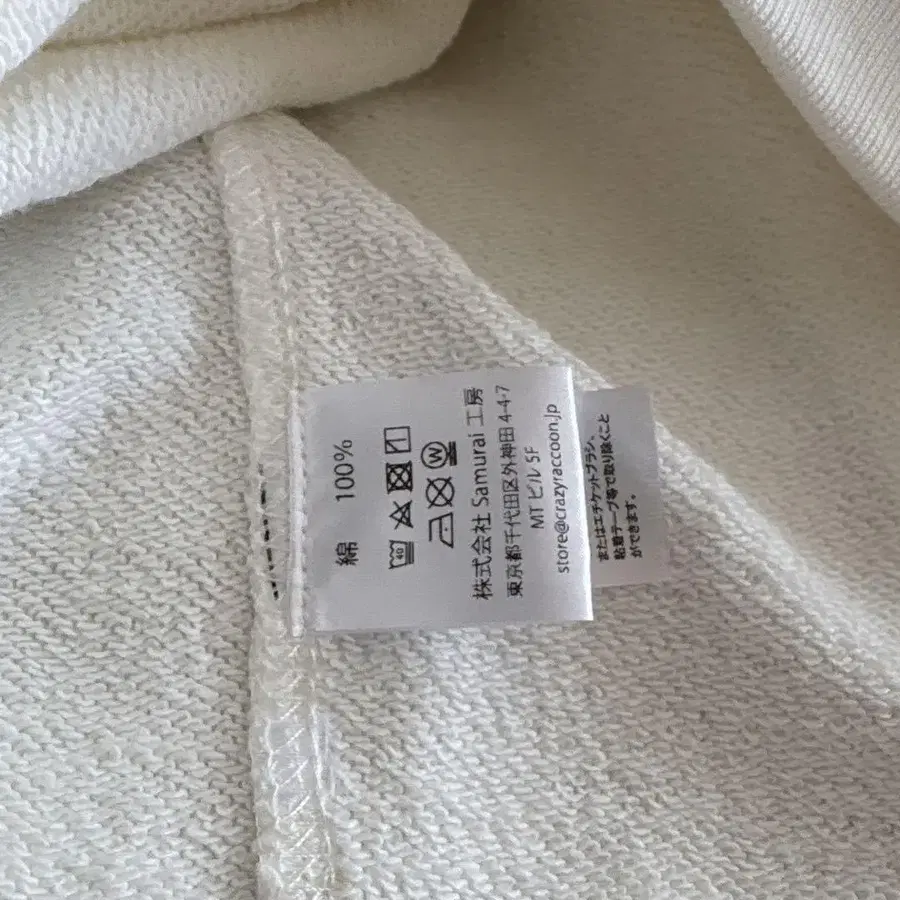 綿 100%
40
W
株式会社 Samurai 工房
東京都千代田区外神田 4-4-7
MT ビル 5F
store@crazyraccoon.jp
またはエチケットブラシ、
粘着テープ等で取り除くこと
ができます。